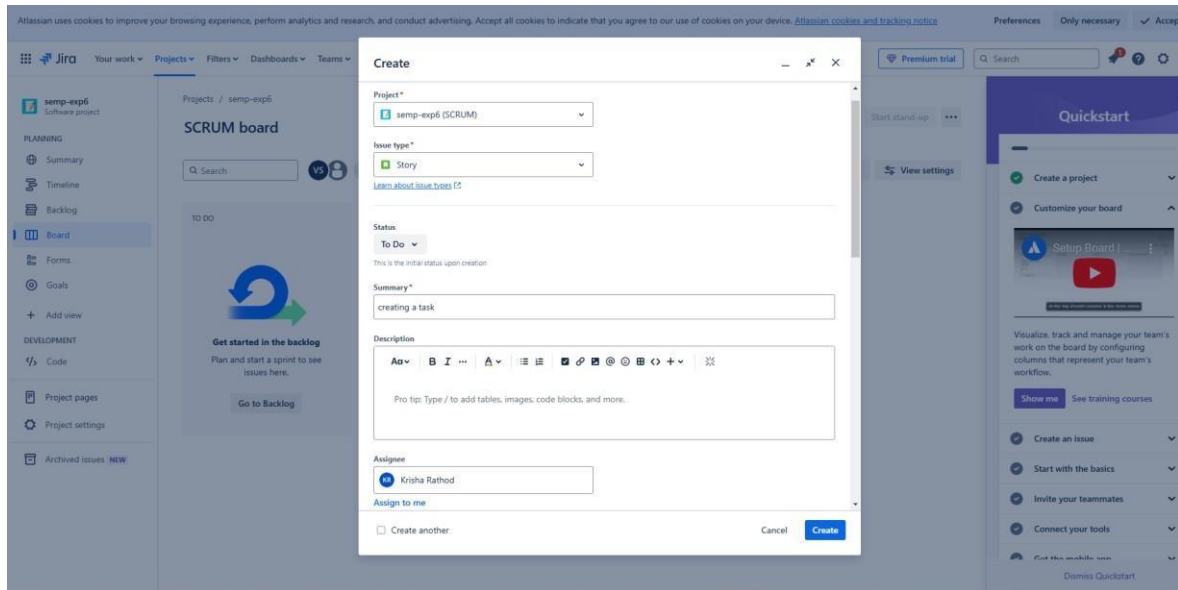 Atlassian uses cookies to improve your browsing experience, perform analytics and research, and conduct advertising. Accept all cookies to indicate that you agree to our use of cookies on your device. Atlassian cookies and tracking notice
Preferences
Only necessary
Accep
Jira
Your work
Projects
Filters
Dashboards
Teams
Premium trial
Search
semp-exp6
Software project
PLANNING
Summary
Timeline
Backlog
Board
Forms
Goals
Add view
DEVELOPMENT
Code
Project pages
Project settings
Archived issues NEW
Projects / semp-exp6
SCRUM board
Search
VS
TO DO
Get started in the backlog
Plan and start a sprint to see
issues here.
Go to Backlog
Create
Project *
semp-exp6 (SCRUM)
Issue type *
Story
Learn about issue types
Status
To Do
This is the initial status upon creation
Summary *
creating a task
Description
Aa B I ... A
Pro tip: Type / to add tables, images, code blocks, and more.
Assignee
KR Krisha Rathod
Assign to me
Create another
Cancel
Create
Start stand-up
View settings
Quickstart
Create a project
Customize your board
Setup Board |
Visualize, track and manage your team's
work on the board by configuring
columns that represent your team's
workflow.
Show me
See training courses
Create an issue
Start with the basics
Invite your teammates
Connect your tools
Get the mobile app
Dismiss Quickstart